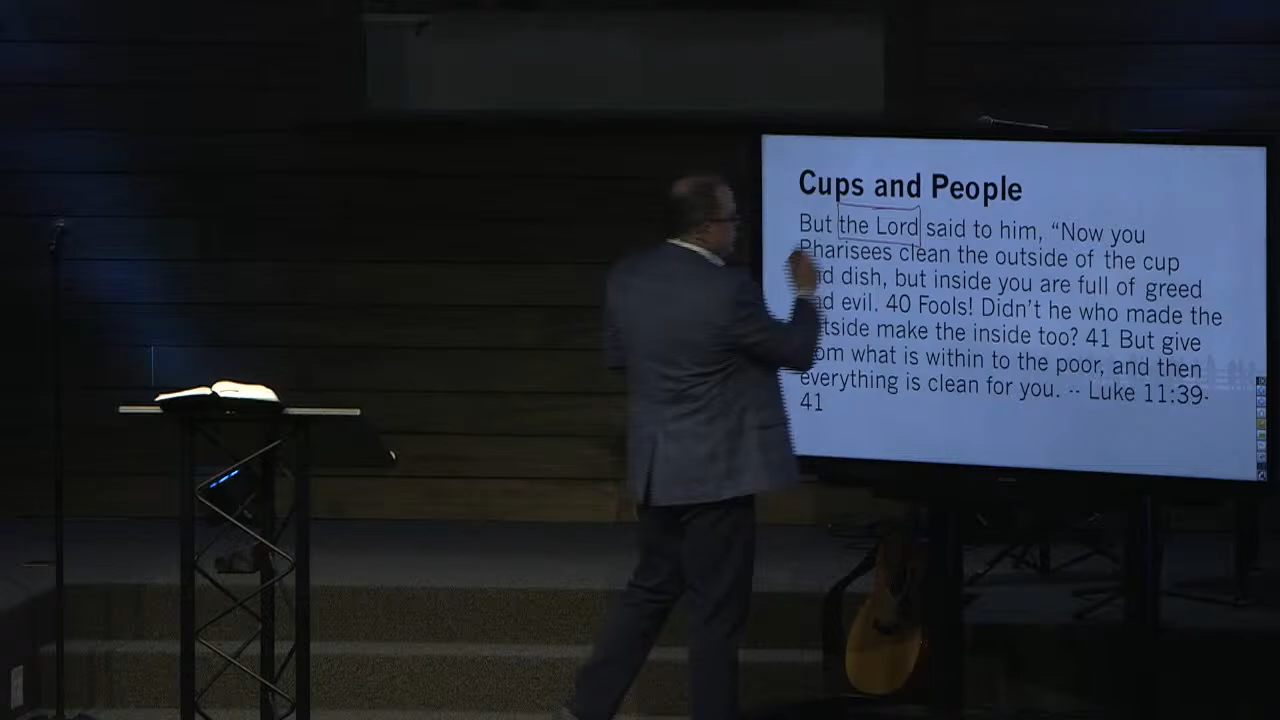 Cups and People
But the Lord said to him, “Now you
Pharisees clean the outside of the cup
dish, but inside you are full of greed
evil. 40 Fools! Didn’t he who made the
make the inside too? 41 But give
what is within to the poor, and then
everything is clean for you. -- Luke 11:39-
41